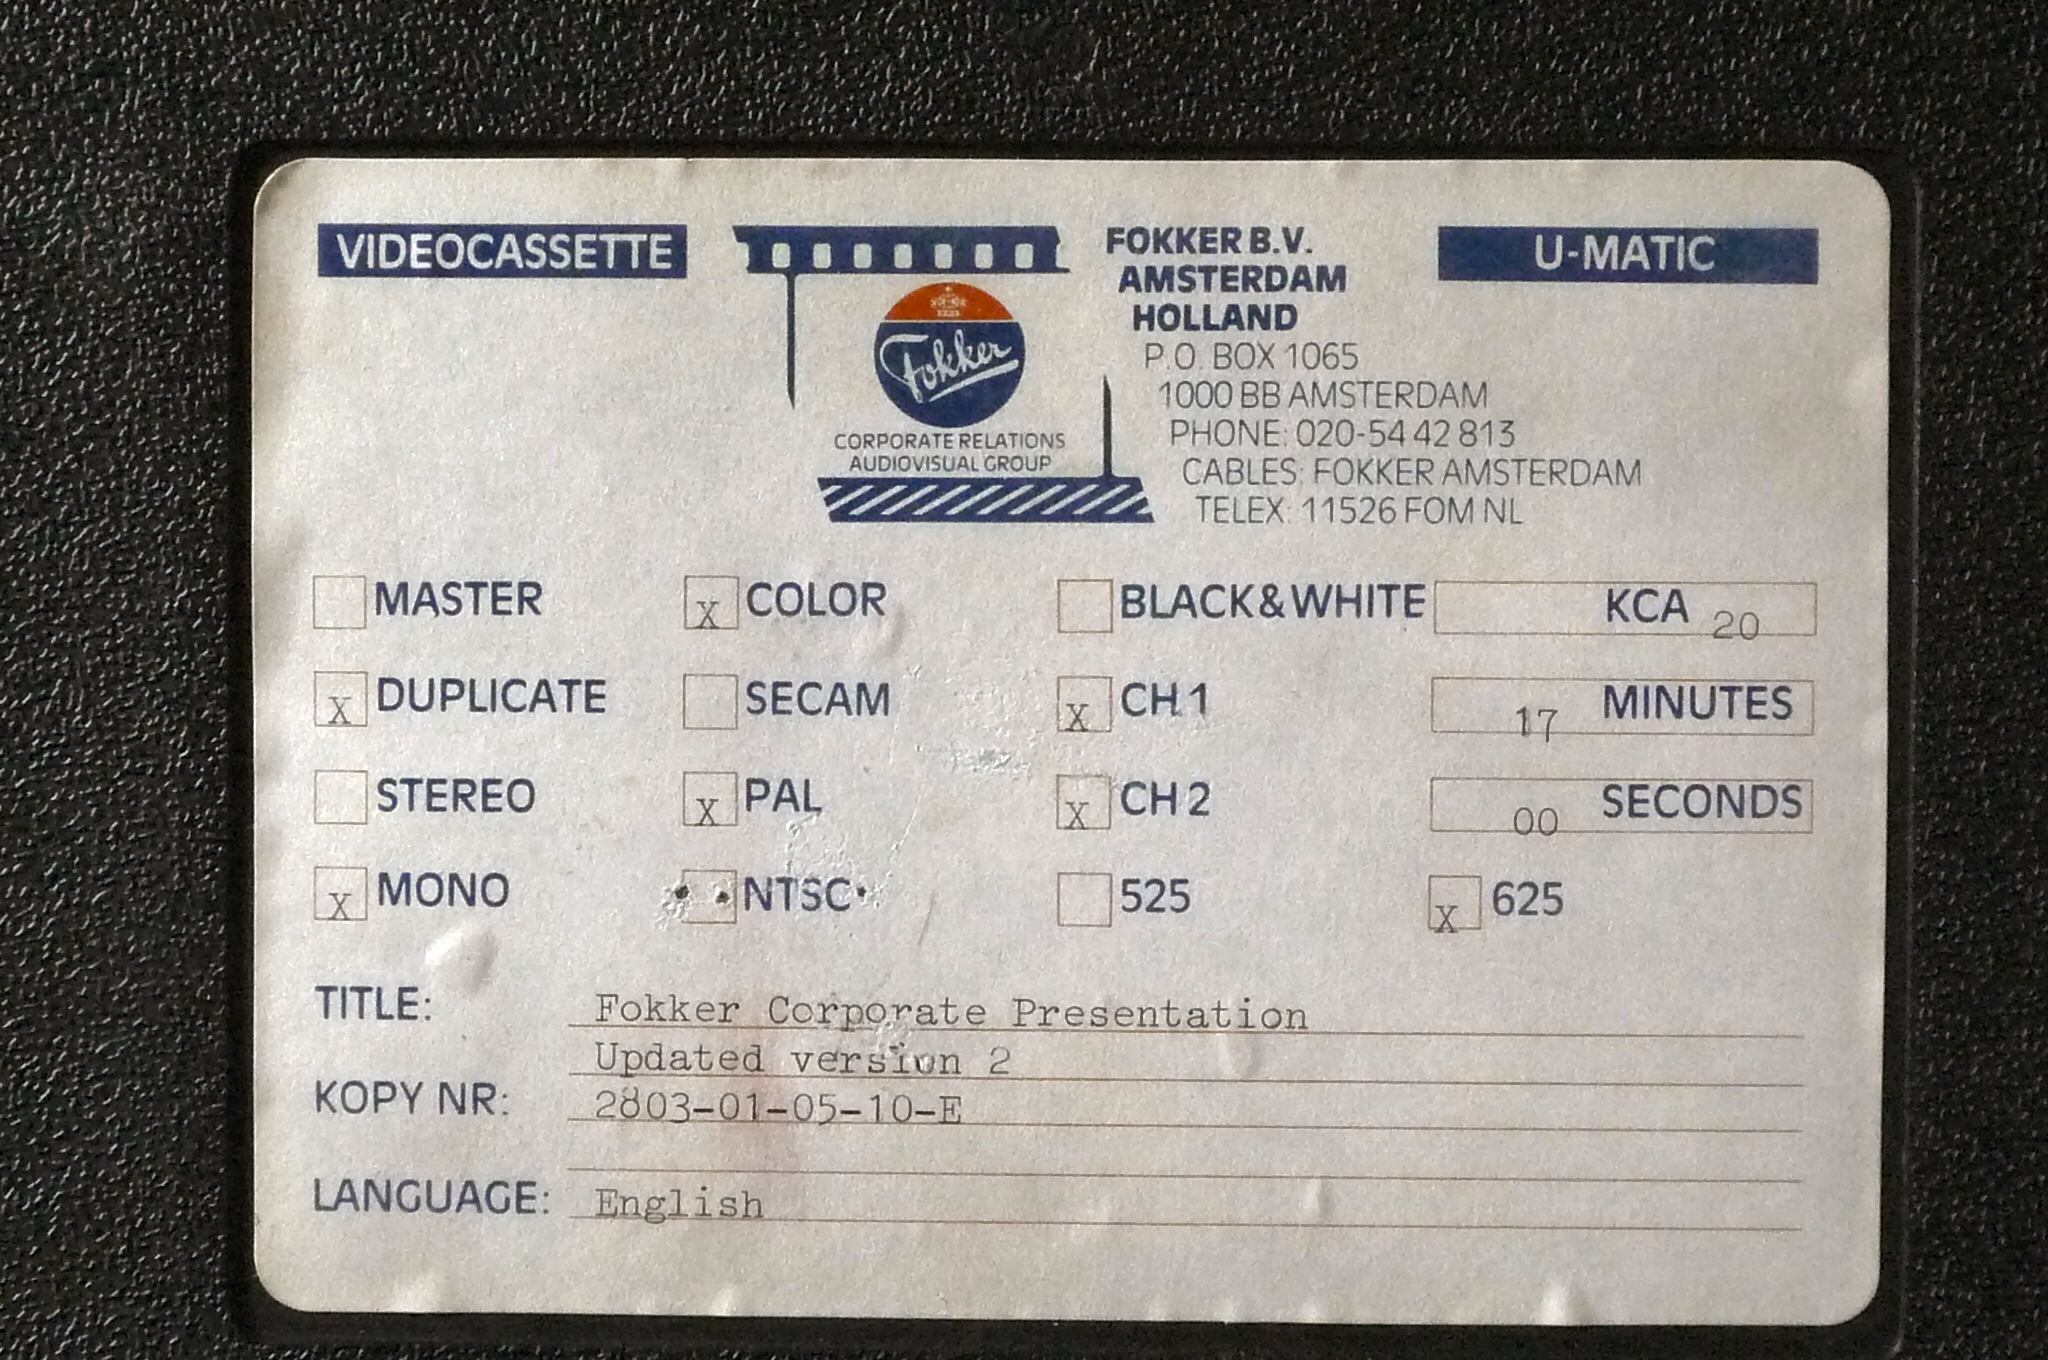 VIDEOCASSETTE
Fokker
CORPORATE RELATIONS
AUDIOVISUAL GROUP
FOKKER B.V.
AMSTERDAM
HOLLAND
P.O. BOX 1065
1000 BB AMSTERDAM
PHONE: 020-54 42 813
CABLES: FOKKER AMSTERDAM
TELEX: 11526 FOM NL
U-MATIC
MASTER X COLOR BLACK&WHITE KCA 20
X DUPLICATE SECAM X CH 1 17 MINUTES
STEREO X PAL X CH 2 00 SECONDS
X MONO NTSC 525 X 625
TITLE: Fokker Corporate Presentation
Updated version 2
KOPY NR: 2803-01-05-10-E
LANGUAGE: English